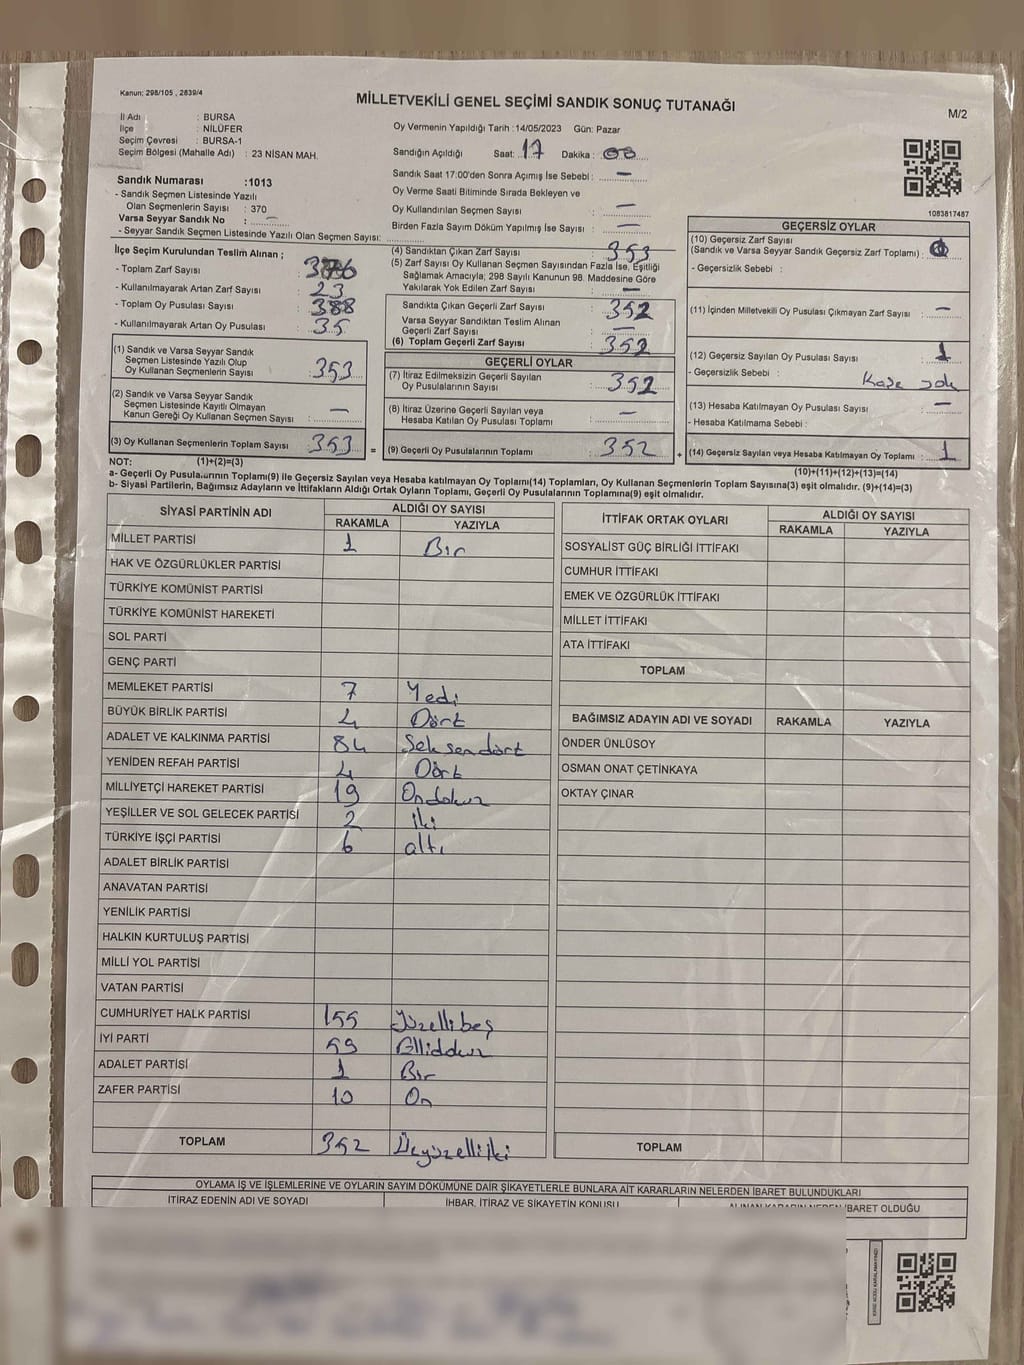 Kanun: 298/105 , 2839/4
MİLLETVEKİLİ GENEL SEÇİMİ SANDIK SONUÇ TUTANAĞI
M/2
İl Adı : BURSA
İlçe : NİLÜFER
Seçim Çevresi : BURSA-1
Seçim Bölgesi (Mahalle Adı) : 23 NİSAN MAH.
Oy Vermenin Yapıldığı Tarih :14/05/2023 Gün: Pazar
Sandığın Açıldığı Saat: 17 Dakika :
Sandık Saat 17:00'den Sonra Açımış İse Sebebi : —
Oy Verme Saati Bitiminde Sırada Bekleyen ve
Oy Kullandırılan Seçmen Sayısı : —
Birden Fazla Sayım Döküm Yapılmış İse Sayısı : —
1083817487
Sandık Numarası :1013
- Sandık Seçmen Listesinde Yazılı
Olan Seçmenlerin Sayısı : 370
Varsa Seyyar Sandık No : —
- Seyyar Sandık Seçmen Listesinde Yazılı Olan Seçmen Sayısı:
İlçe Seçim Kurulundan Teslim Alınan ;
- Toplam Zarf Sayısı : 376
- Kullanılmayarak Artan Zarf Sayısı : 23
- Toplam Oy Pusulası Sayısı : 388
- Kullanılmayarak Artan Oy Pusulası : 35
(1) Sandık ve Varsa Seyyar Sandık
Seçmen Listesinde Yazılı Olup
Oy Kullanan Seçmenlerin Sayısı : 353
(2) Sandık ve Varsa Seyyar Sandık
Seçmen Listesinde Kayıtlı Olmayan
Kanun Gereği Oy Kullanan Seçmen Sayısı : —
(3) Oy Kullanan Seçmenlerin Toplam Sayısı : 353
(4) Sandıktan Çıkan Zarf Sayısı : 353
(5) Zarf Sayısı Oy Kullanan Seçmen Sayısından Fazla İse, Eşitliği
Sağlamak Amacıyla; 298 Sayılı Kanunun 98. Maddesine Göre
Yakılarak Yok Edilen Zarf Sayısı : —
Sandıkta Çıkan Geçerli Zarf Sayısı : 352
Varsa Seyyar Sandıktan Teslim Alınan
Geçerli Zarf Sayısı : —
(6) Toplam Geçerli Zarf Sayısı : 352
GEÇERLİ OYLAR
(7) İtiraz Edilmeksizin Geçerli Sayılan
Oy Pusulalarının Sayısı : 352
(8) İtiraz Üzerine Geçerli Sayılan veya
Hesaba Katılan Oy Pusulası Toplamı : —
= (9) Geçerli Oy Pusulalarının Toplamı : 352
GEÇERSİZ OYLAR
(10) Geçersiz Zarf Sayısı
(Sandık ve Varsa Seyyar Sandık Geçersiz Zarf Toplamı) :
- Geçersizlik Sebebi :
(11) İçinden Milletvekili Oy Pusulası Çıkmayan Zarf Sayısı : —
(12) Geçersiz Sayılan Oy Pusulası Sayısı : 1
- Geçersizlik Sebebi : Kaşe yok
(13) Hesaba Katılmayan Oy Pusulası Sayısı : —
- Hesaba Katılmama Sebebi :
+ (14) Geçersiz Sayılan veya Hesaba Katılmayan Oy Toplamı : 1
NOT: (1)+(2)=(3)
(10)+(11)+(12)+(13)=(14)
a- Geçerli Oy Pusulalarının Toplamı(9) ile Geçersiz Sayılan veya Hesaba katılmayan Oy Toplamı(14) Toplamları, Oy Kullanan Seçmenlerin Toplam Sayısına(3) eşit olmalıdır. (9)+(14)=(3)
b- Siyasi Partilerin, Bağımsız Adayların ve İttifakların Aldığı Ortak Oyların Toplamı, Geçerli Oy Pusulalarının Toplamına(9) eşit olmalıdır.
SİYASİ PARTİNİN ADI ALDIĞI OY SAYISI
RAKAMLA YAZIYLA
MİLLET PARTİSİ 1 Bir
HAK VE ÖZGÜRLÜKLER PARTİSİ
TÜRKİYE KOMÜNİST PARTİSİ
TÜRKİYE KOMÜNİST HAREKETİ
SOL PARTİ
GENÇ PARTİ
MEMLEKET PARTİSİ 7 Yedi
BÜYÜK BİRLİK PARTİSİ 4 Dört
ADALET VE KALKINMA PARTİSİ 84 Seksendört
YENİDEN REFAH PARTİSİ 4 Dört
MİLLİYETÇİ HAREKET PARTİSİ 19 Ondokuz
YEŞİLLER VE SOL GELECEK PARTİSİ 2 iki
TÜRKİYE İŞÇİ PARTİSİ 6 altı
ADALET BİRLİK PARTİSİ
ANAVATAN PARTİSİ
YENİLİK PARTİSİ
HALKIN KURTULUŞ PARTİSİ
MİLLİ YOL PARTİSİ
VATAN PARTİSİ
CUMHURİYET HALK PARTİSİ 155 Yüzellibeş
İYİ PARTİ 59 Ellidokuz
ADALET PARTİSİ 1 Bir
ZAFER PARTİSİ 10 On
TOPLAM 352 Üçyüzelliiki
İTTİFAK ORTAK OYLARI ALDIĞI OY SAYISI
RAKAMLA YAZIYLA
SOSYALİST GÜÇ BİRLİĞİ İTTİFAKI
CUMHUR İTTİFAKI
EMEK VE ÖZGÜRLÜK İTTİFAKI
MİLLET İTTİFAKI
ATA İTTİFAKI
TOPLAM
BAĞIMSIZ ADAYIN ADI VE SOYADI RAKAMLA YAZIYLA
ÖNDER ÜNLÜSOY
OSMAN ONAT ÇETİNKAYA
OKTAY ÇINAR
TOPLAM
OYLAMA İŞ VE İŞLEMLERİNE VE OYLARIN SAYIM DÖKÜMÜNE DAİR ŞİKAYETLERLE BUNLARA AİT KARARLARIN NELERDEN İBARET BULUNDUKLARI
İTİRAZ EDENİN ADI VE SOYADI İHBAR, İTİRAZ VE ŞİKAYETİN KONUSU ALINAN KARARIN NEDEN İBARET OLDUĞU